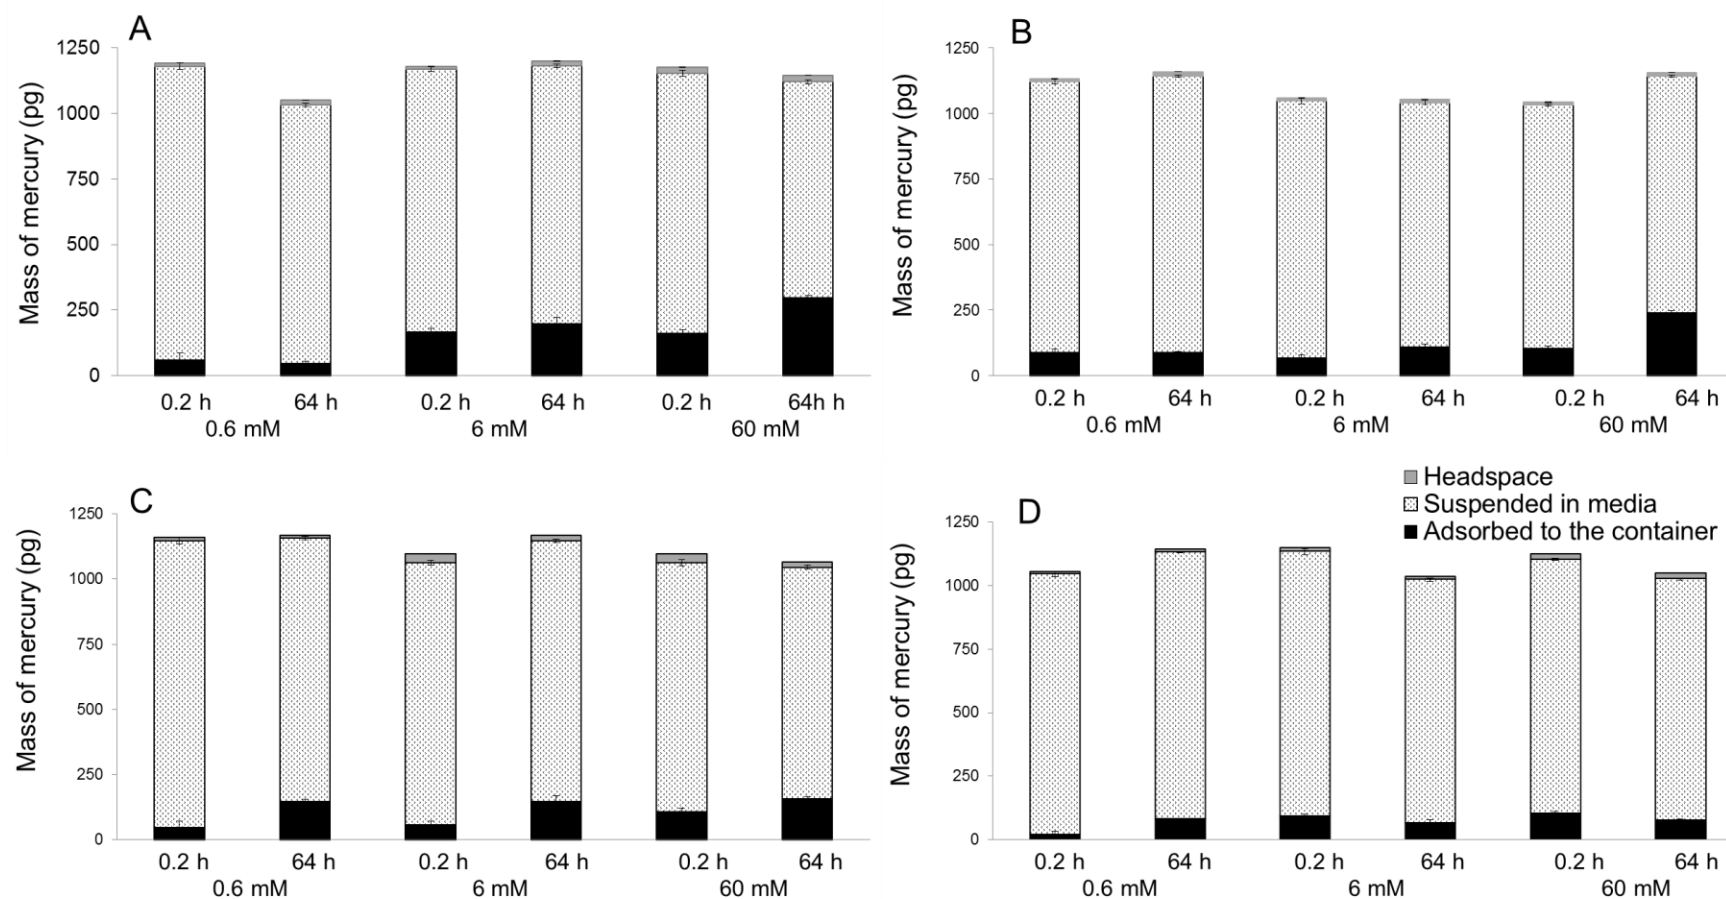 A
Mass of mercury (pg)
1250
1000
750
500
250
0
0.2 h 64 h 0.2 h 64 h 0.2 h 64h h
0.6 mM 6 mM 60 mM
B
Mass of mercury (pg)
1250
1000
750
500
250
0
0.2 h 64 h 0.2 h 64 h 0.2 h 64 h
0.6 mM 6 mM 60 mM
C
Mass of mercury (pg)
1250
1000
750
500
250
0
0.2 h 64 h 0.2 h 64 h 0.2 h 64 h
0.6 mM 6 mM 60 mM
Headspace
Suspended in media
Adsorbed to the container
D
Mass of mercury (pg)
1250
1000
750
500
250
0
0.2 h 64 h 0.2 h 64 h 0.2 h 64 h
0.6 mM 6 mM 60 mM